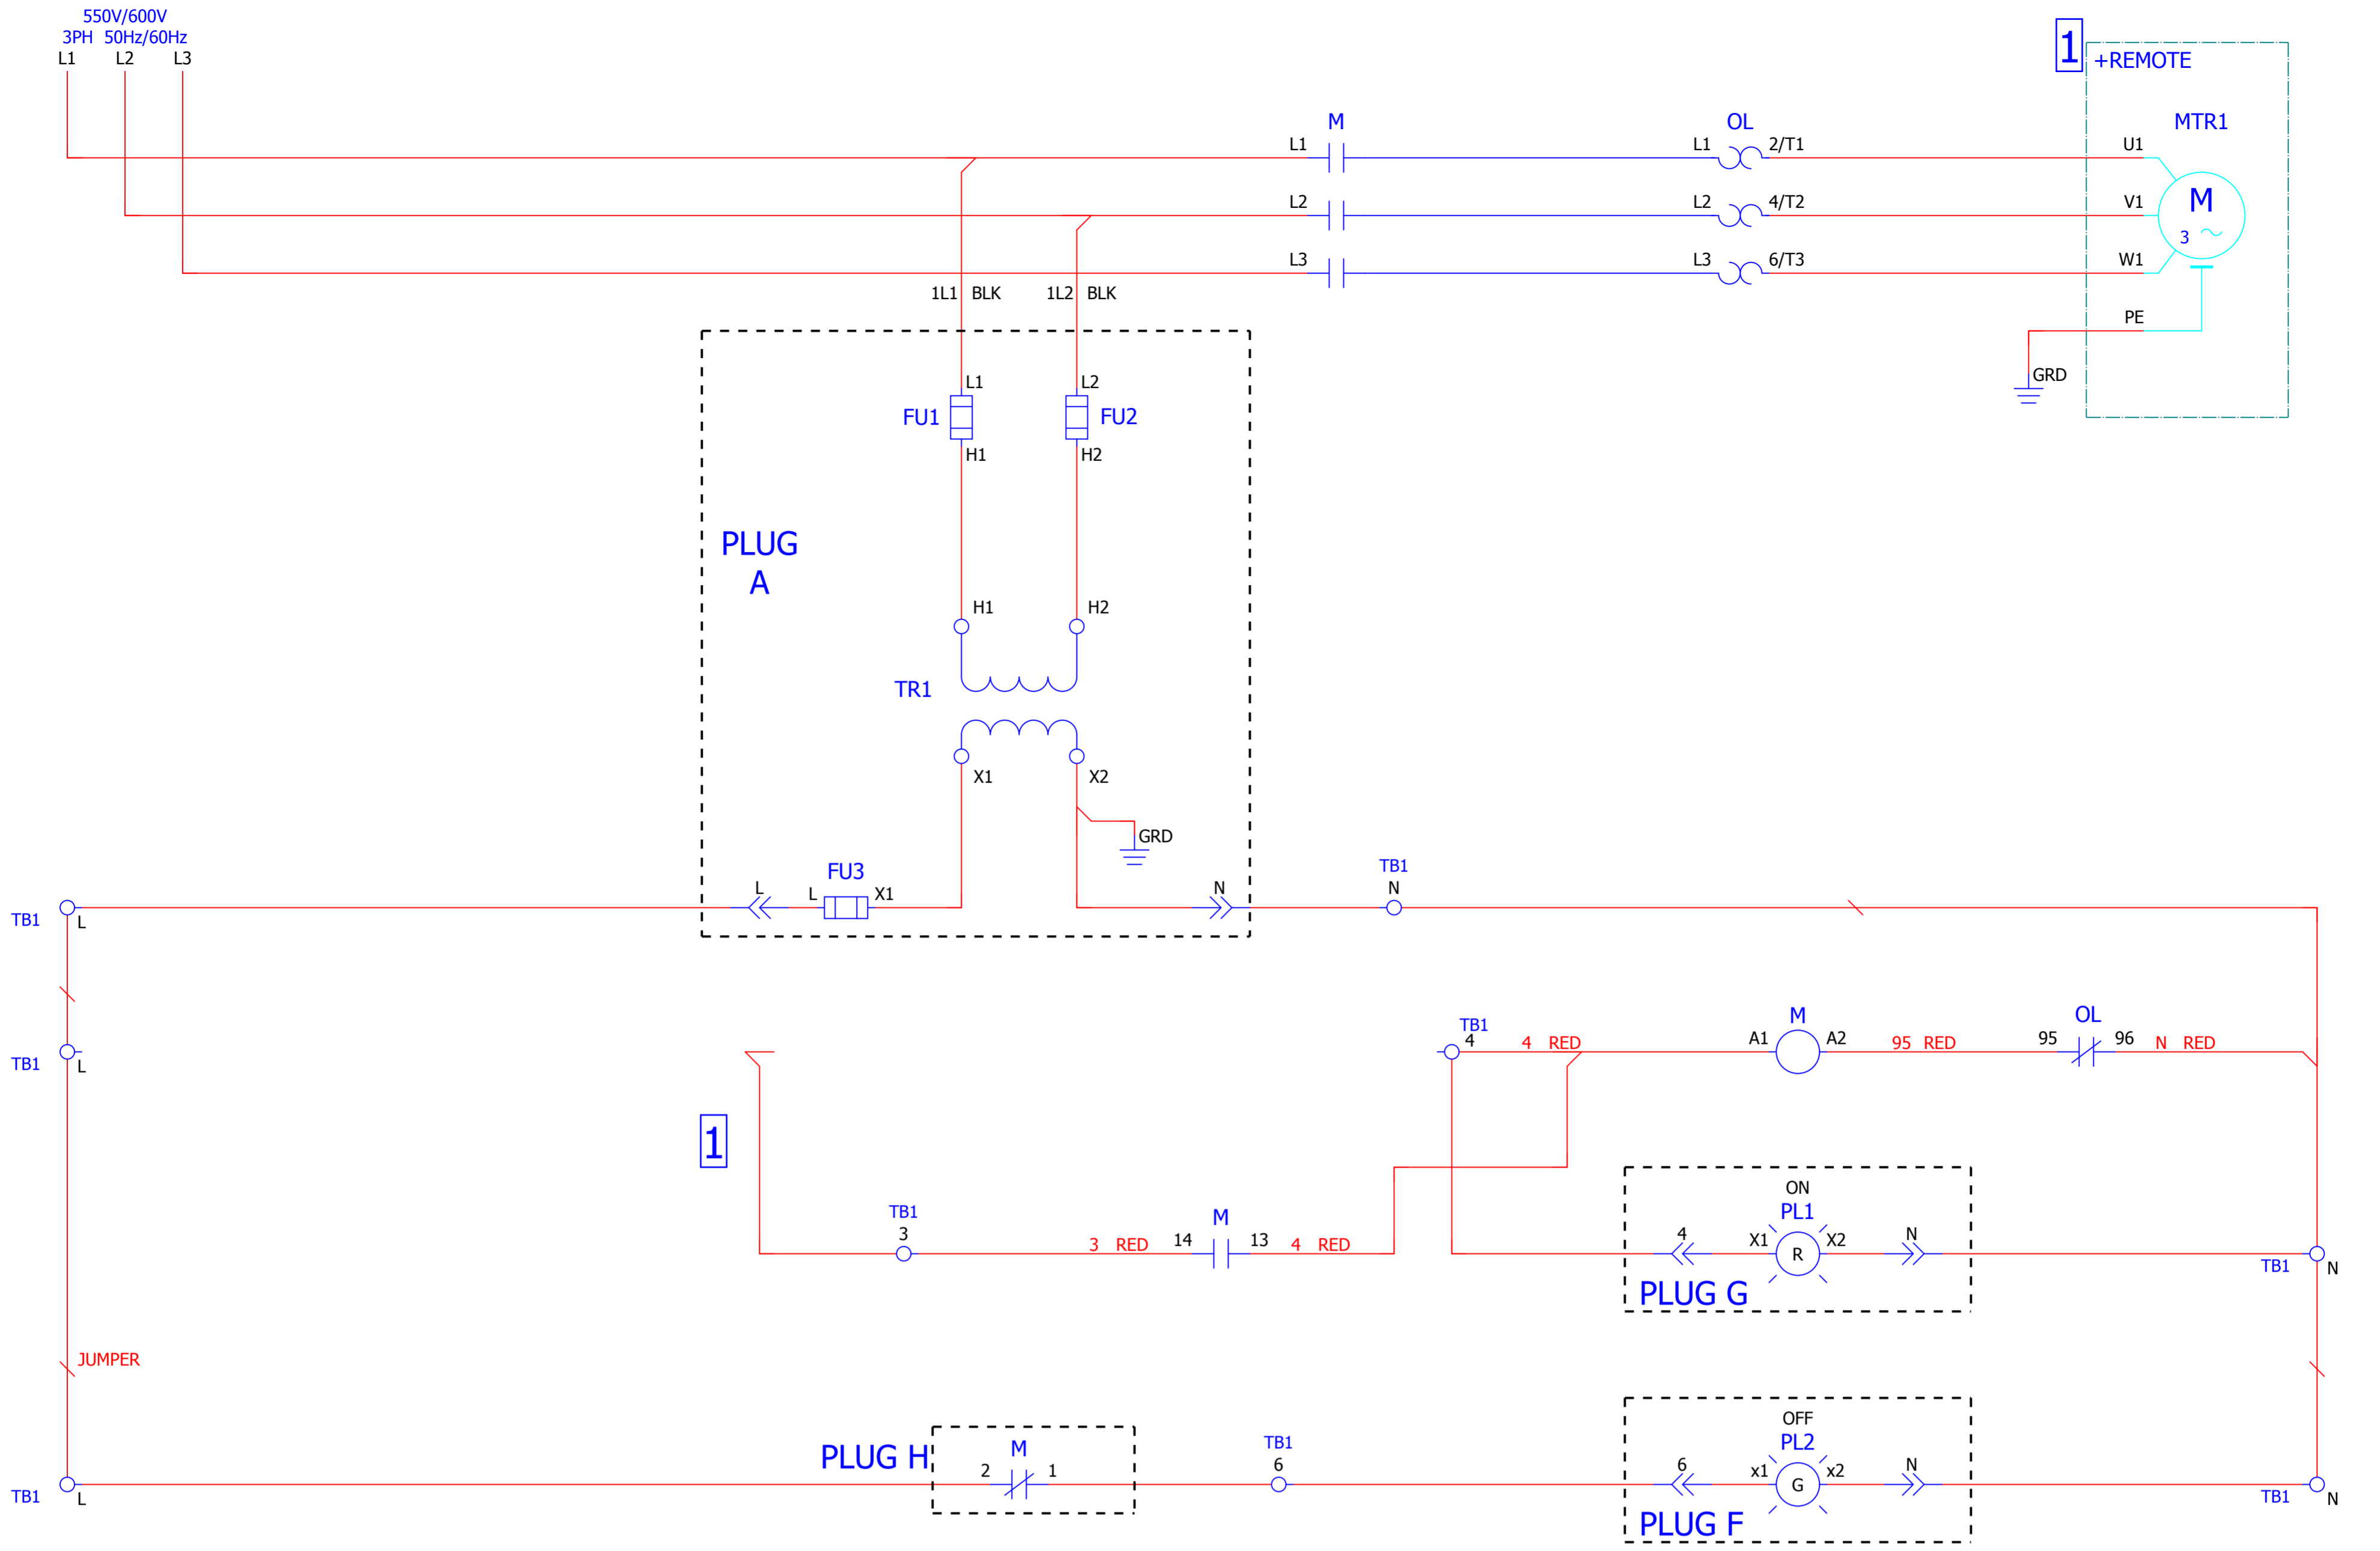 550V/600V
3PH 50Hz/60Hz
L1 L2 L3
1
+REMOTE
M OL MTR1
L1 L1 2/T1 U1
L2 L2 4/T2 V1
M
3
L3 L3 6/T3 W1
1L1 BLK 1L2 BLK
PE
GRD
L1 L2
FU1 FU2
H1 H2
PLUG
A
H1 H2
TR1
X1 X2
GRD
FU3
L L X1 N
TB1
N
TB1 L
TB1
4 4 RED
M
A1 A2 95 RED
OL
95 96 N RED
TB1 L
1
ON
PL1
TB1
3
3 RED 14 M 13 4 RED
4 X1 R X2 N
TB1 N
PLUG G
JUMPER
OFF
PL2
PLUG H
M
2 1
TB1
6
6 x1 G x2 N
TB1 L
TB1 N
PLUG F